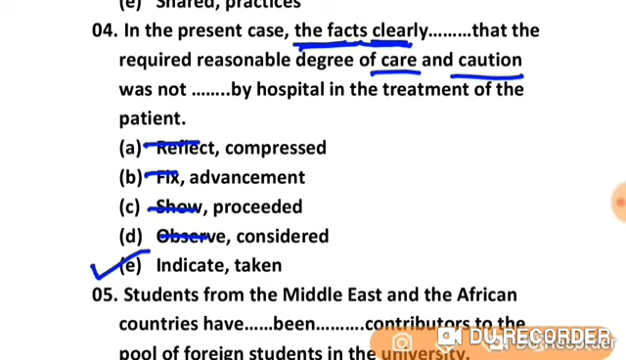 (e) Shared, practices
04. In the present case, the facts clearly.........that the
required reasonable degree of care and caution
was not ........by hospital in the treatment of the
patient.
(a) Reflect, compressed
(b) Fix, advancement
(c) Show, proceeded
(d) Observe, considered
(e) Indicate, taken
05. Students from the Middle East and the African
countries have......been..........contributors to the
pool of foreign students in the university.
DU RECORDER